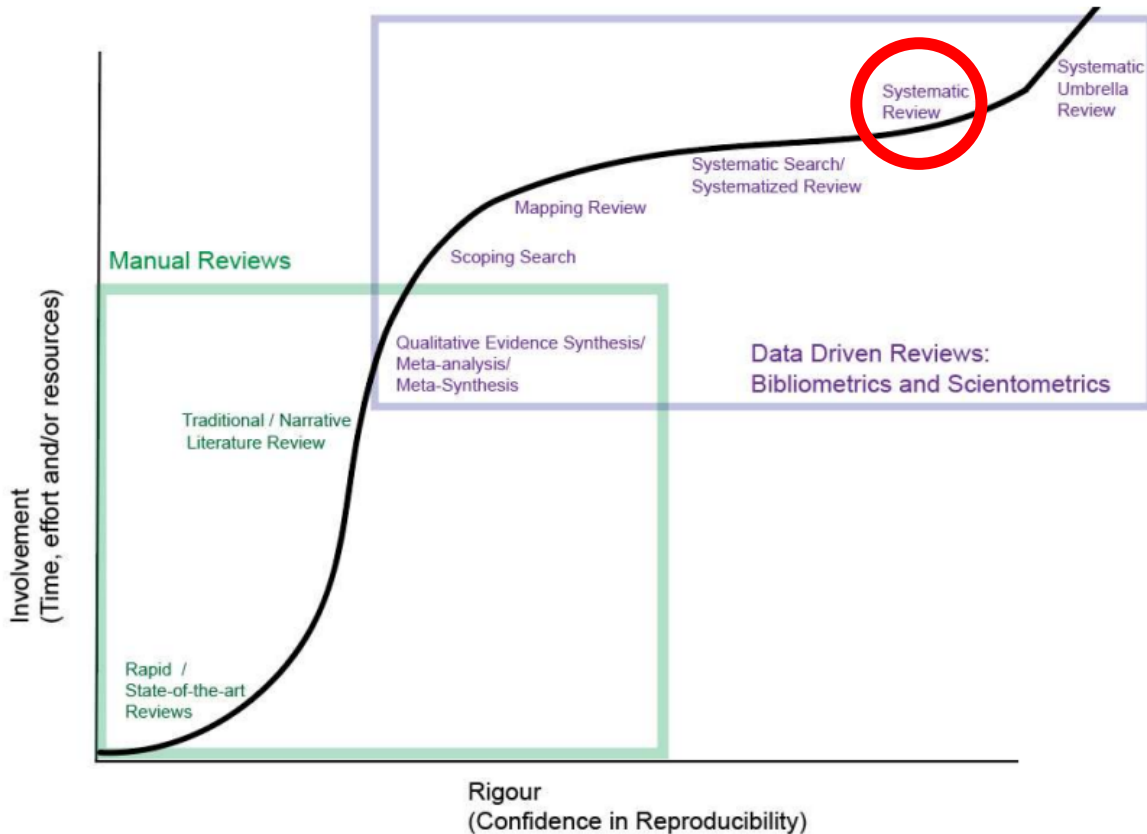 Systematic
Review
Systematic
Umbrella
Review
Systematic Search/
Systematized Review
Mapping Review
Scoping Search
Manual Reviews
Qualitative Evidence Synthesis/
Meta-analysis/
Meta-Synthesis
Data Driven Reviews:
Bibliometrics and Scientometrics
Traditional / Narrative
Literature Review
Rapid /
State-of-the-art
Reviews
Involvement
(Time, effort and/or resources)
Rigour
(Confidence in Reproducibility)